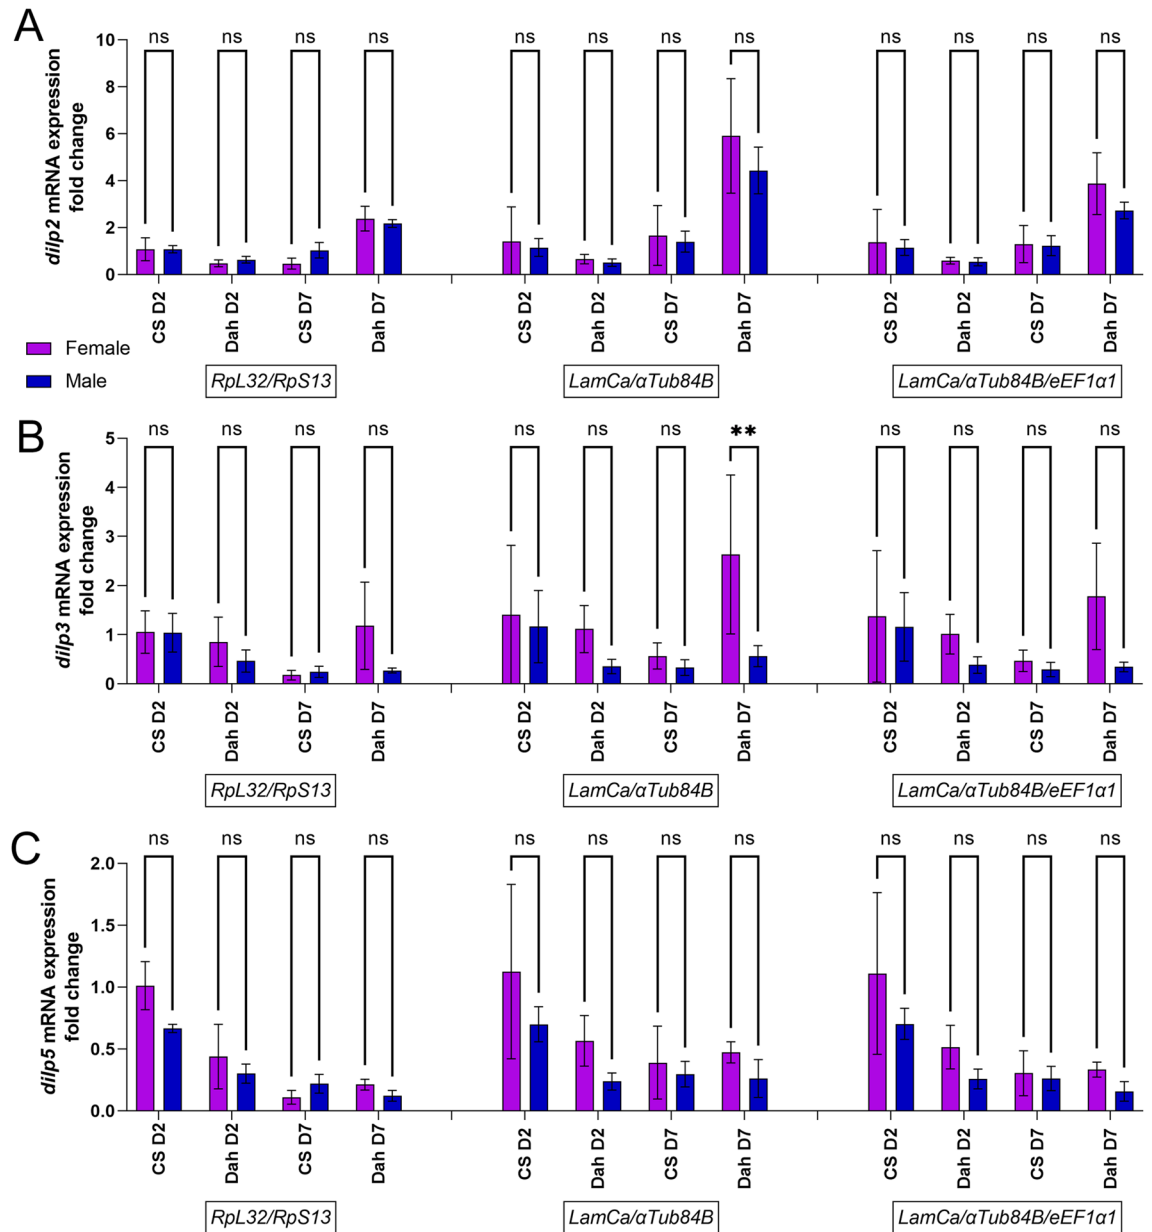 A
dilp2 mRNA expression
fold change
10
8
6
4
2
0
ns ns ns ns ns ns ns ns ns ns ns ns
CS D2 Dah D2 CS D7 Dah D7 CS D2 Dah D2 CS D7 Dah D7 CS D2 Dah D2 CS D7 Dah D7
Female
Male
RpL32/RpS13 LamCa/αTub84B LamCa/αTub84B/eEF1α1
B
dilp3 mRNA expression
fold change
5
4
3
2
1
0
ns ns ns ns ns ns ns ** ns ns ns ns
CS D2 Dah D2 CS D7 Dah D7 CS D2 Dah D2 CS D7 Dah D7 CS D2 Dah D2 CS D7 Dah D7
RpL32/RpS13 LamCa/αTub84B LamCa/αTub84B/eEF1α1
C
dilp5 mRNA expression
fold change
2.0
1.5
1.0
0.5
0.0
ns ns ns ns ns ns ns ns ns ns ns ns
CS D2 Dah D2 CS D7 Dah D7 CS D2 Dah D2 CS D7 Dah D7 CS D2 Dah D2 CS D7 Dah D7
RpL32/RpS13 LamCa/αTub84B LamCa/αTub84B/eEF1α1